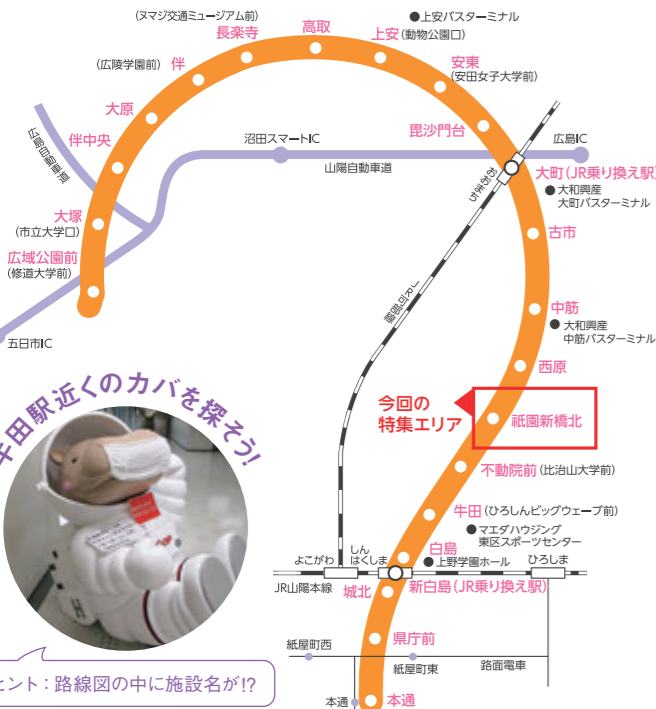 (ヌマジ交通ミュージアム前)
長楽寺
高取
●上安バスターミナル
上安(動物公園口)
(広陵学園前) 伴
安東
(安田女子大学前)
大原
毘沙門台
広島自動車道
伴中央
沼田スマートIC
広島IC
山陽自動車道
おおまち
大町(JR乗り換え駅)
●大和興産
大町バスターミナル
大塚
(市立大学口)
古市
広域公園前
(修道大学前)
JR可部線
中筋
●大和興産
中筋バスターミナル
五日市IC
西原
牛田駅近くのカバを探そう!
今回の
特集エリア
祇園新橋北
不動院前(比治山大学前)
牛田(ひろしんビッグウェーブ前)
●マエダハウジング
東区スポーツセンター
白島
●上野学園ホール
よこがわ
しん
はくしま
ひろしま
JR山陽本線
城北
新白島(JR乗り換え駅)
県庁前
紙屋町西
紙屋町東
路面電車
ヒント:路線図の中に施設名が!?
本通
本通